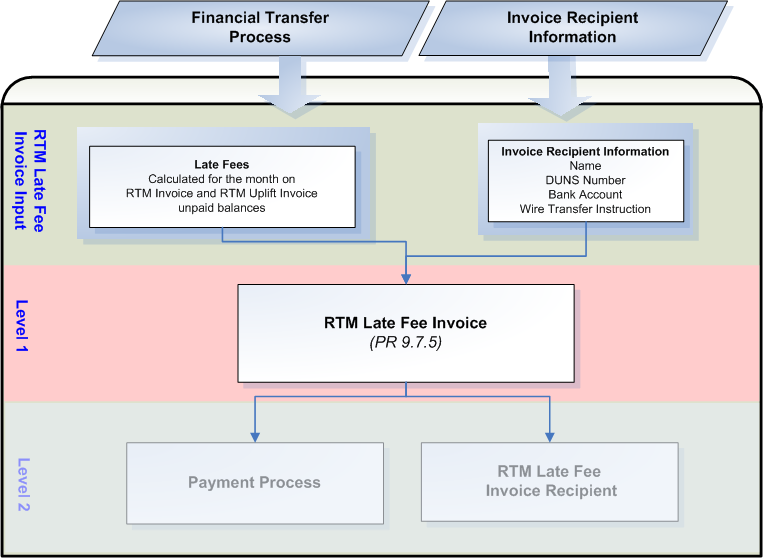 Financial Transfer
Process
Invoice Recipient
Information
RTM Late Fee
Invoice Input
Late Fees
Calculated for the month on
RTM Invoice and RTM Uplift Invoice
unpaid balances
Invoice Recipient Information
Name
DUNS Number
Bank Account
Wire Transfer Instruction
Level 1
RTM Late Fee Invoice
(PR 9.7.5)
Level 2
Payment Process
RTM Late Fee
Invoice Recipient